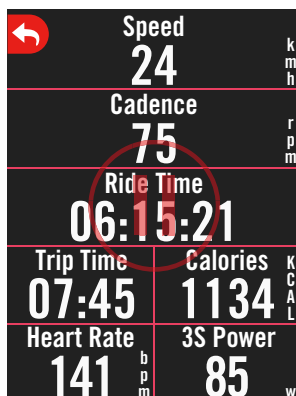 Speed
24 kmh
Cadence
75 rpm
Ride Time
06:15:21
Trip Time Calories
07:45 1134 KCAL
Heart Rate 3S Power
141 bpm 85 w